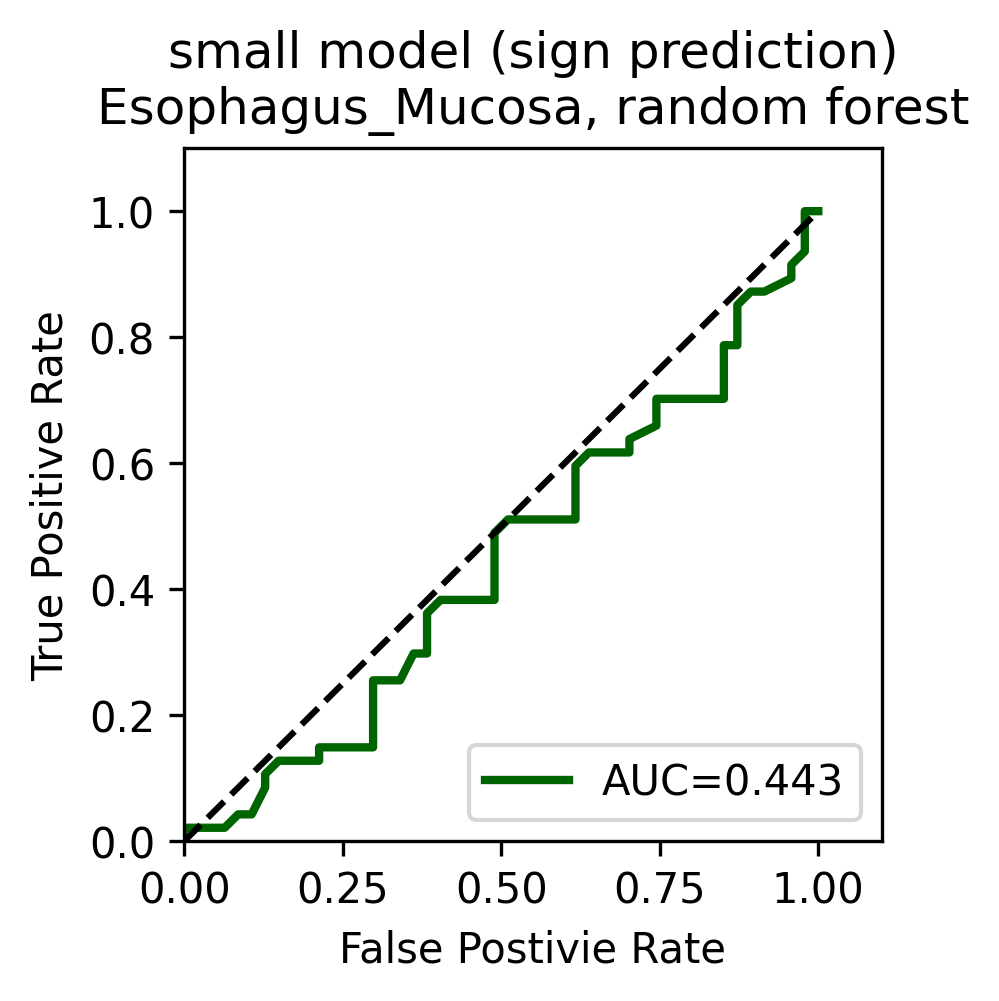 small model (sign prediction)
Esophagus_Mucosa, random forest
1.0
0.8
0.6
0.4
0.2
0.0
True Positive Rate
AUC=0.443
0.00 0.25 0.50 0.75 1.00
False Postivie Rate